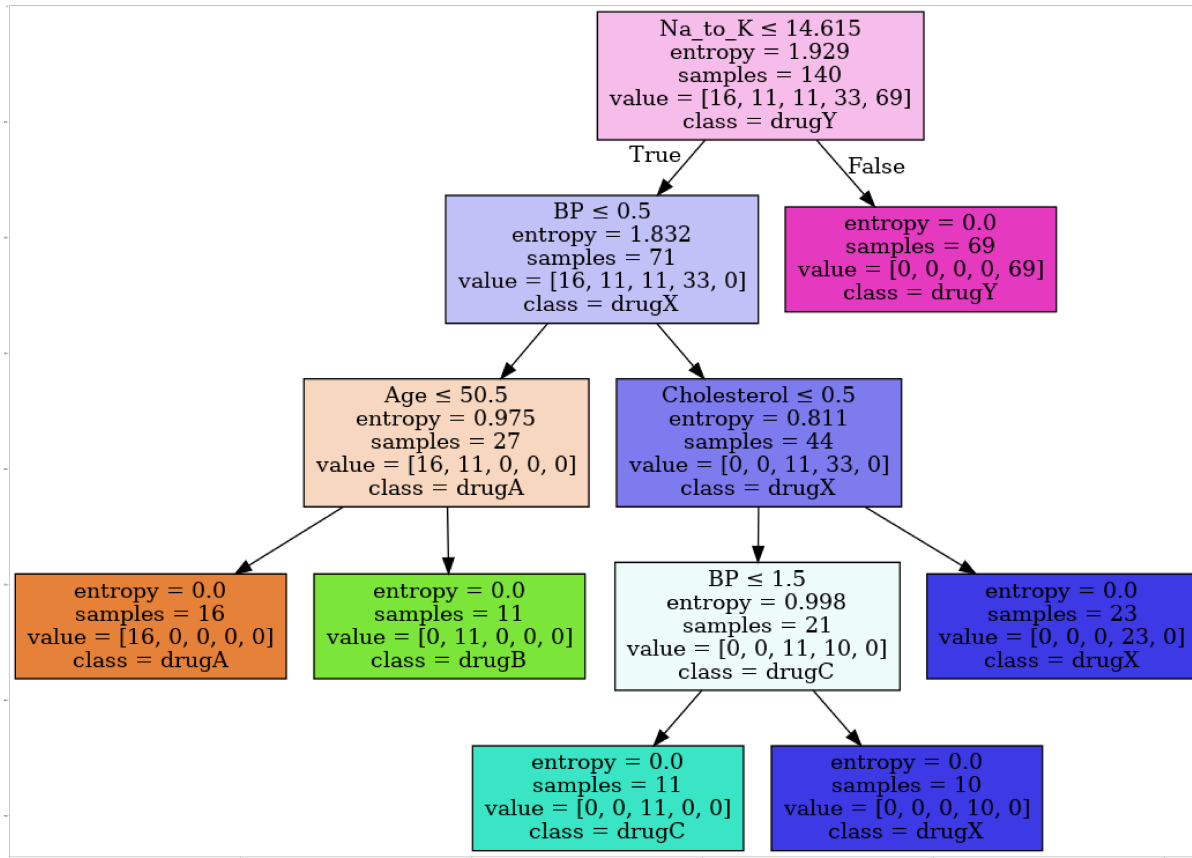 Na_to_K ≤ 14.615
entropy = 1.929
samples = 140
value = [16, 11, 11, 33, 69]
class = drugY
True
False
BP ≤ 0.5
entropy = 1.832
samples = 71
value = [16, 11, 11, 33, 0]
class = drugX
entropy = 0.0
samples = 69
value = [0, 0, 0, 0, 69]
class = drugY
Age ≤ 50.5
entropy = 0.975
samples = 27
value = [16, 11, 0, 0, 0]
class = drugA
Cholesterol ≤ 0.5
entropy = 0.811
samples = 44
value = [0, 0, 11, 33, 0]
class = drugX
entropy = 0.0
samples = 16
value = [16, 0, 0, 0, 0]
class = drugA
entropy = 0.0
samples = 11
value = [0, 11, 0, 0, 0]
class = drugB
BP ≤ 1.5
entropy = 0.998
samples = 21
value = [0, 0, 11, 10, 0]
class = drugC
entropy = 0.0
samples = 23
value = [0, 0, 0, 23, 0]
class = drugX
entropy = 0.0
samples = 11
value = [0, 0, 11, 0, 0]
class = drugC
entropy = 0.0
samples = 10
value = [0, 0, 0, 10, 0]
class = drugX